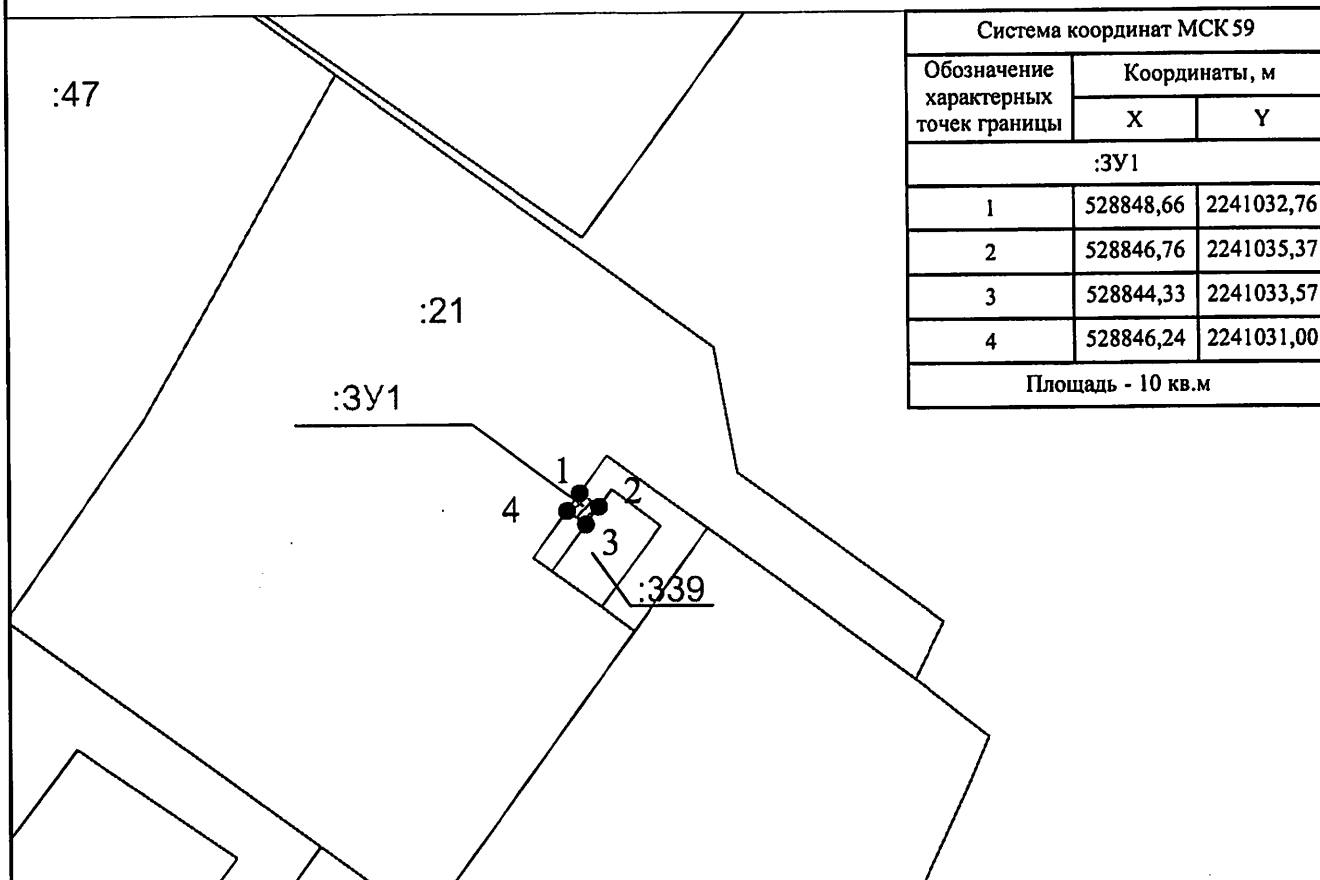 Система координат МСК 59
Обозначение
характерных
точек границы
Координаты, м
X Y
:ЗУ1
1 528848,66 2241032,76
2 528846,76 2241035,37
3 528844,33 2241033,57
4 528846,24 2241031,00
Площадь - 10 кв.м
:47
:21
:ЗУ1
1
2
4
3
:339